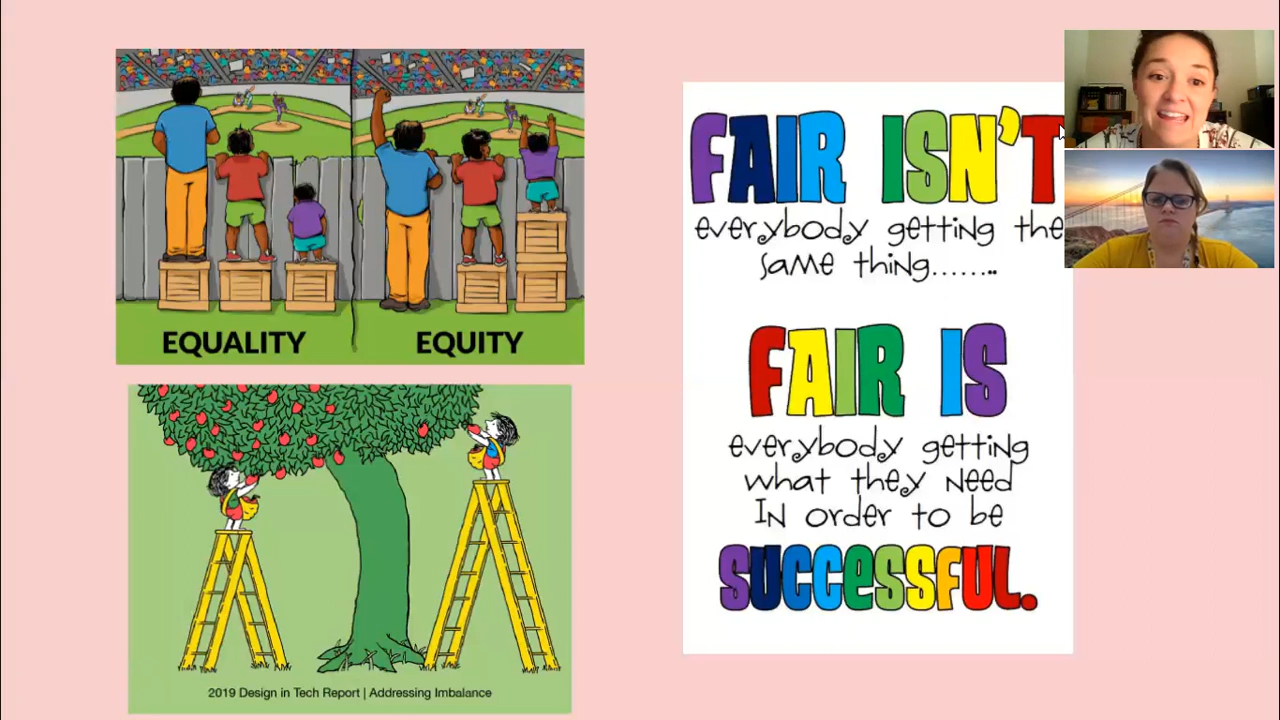 EQUALITY
EQUITY
2019 Design in Tech Report | Addressing Imbalance
FAIR ISN'T
everybody getting the
same thing........
FAIR IS
everybody getting
what they need
in order to be
SUCCESSFUL.